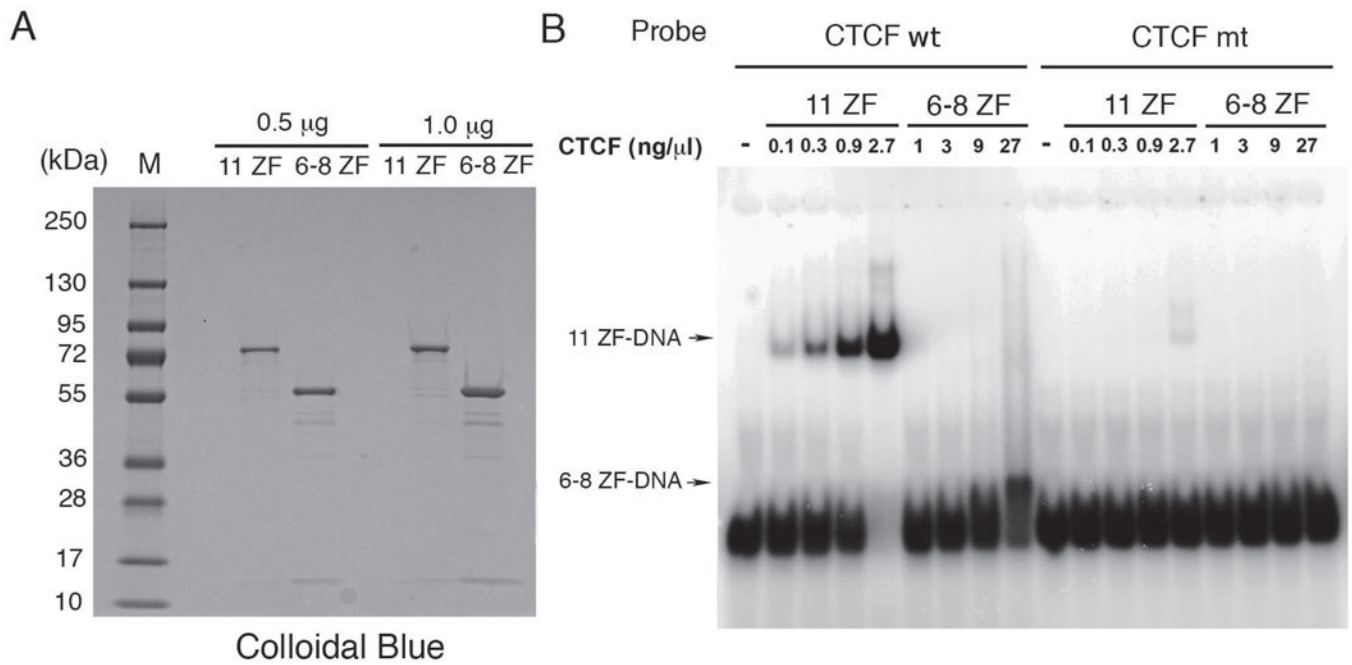 A
0.5 µg 1.0 µg
(kDa) M 11 ZF 6-8 ZF 11 ZF 6-8 ZF
250
130
95
72
55
36
28
17
10
Colloidal Blue
B Probe CTCF wt CTCF mt
11 ZF 6-8 ZF 11 ZF 6-8 ZF
CTCF (ng/µl) - 0.1 0.3 0.9 2.7 1 3 9 27 - 0.1 0.3 0.9 2.7 1 3 9 27
11 ZF-DNA
6-8 ZF-DNA